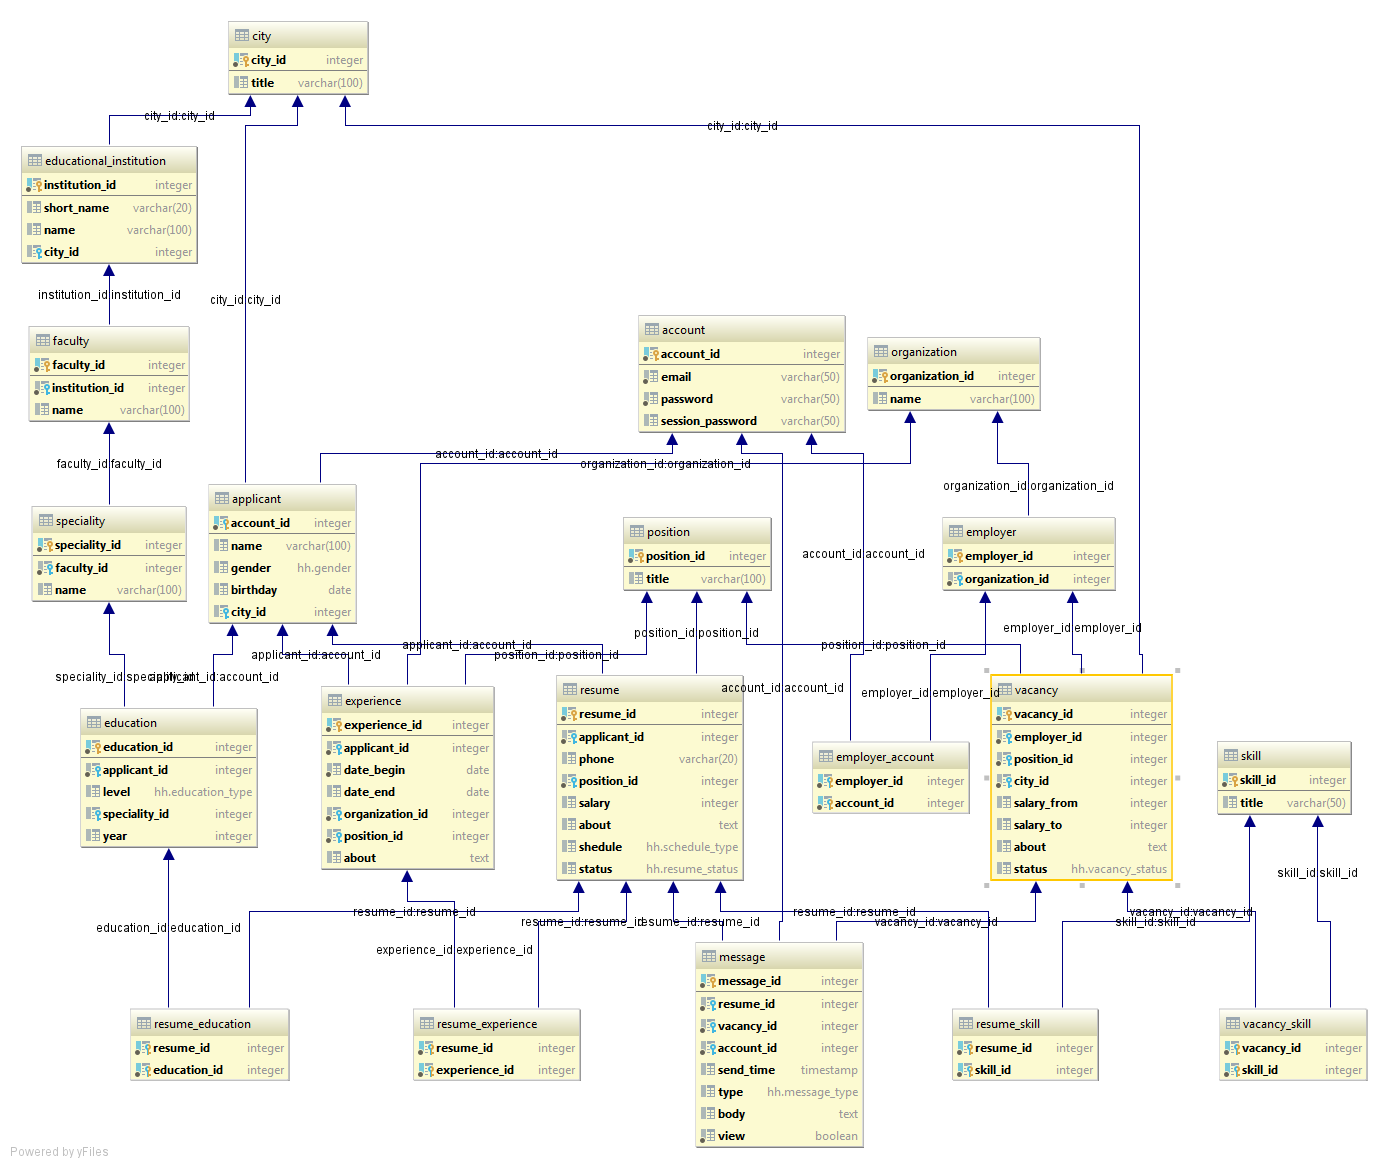 city
city_id integer
title varchar(100)
city_id:city_id
city_id:city_id
educational_institution
institution_id integer
short_name varchar(20)
name varchar(100)
city_id integer
institution_id:institution_id
city_id:city_id
faculty
faculty_id integer
institution_id integer
name varchar(100)
account
account_id integer
email varchar(50)
password varchar(50)
session_password varchar(50)
organization
organization_id integer
name varchar(100)
account_id:account_id
organization_id:organization_id
faculty_id:faculty_id
organization_id:organization_id
applicant
account_id integer
name varchar(100)
gender hh.gender
birthday date
city_id integer
speciality
speciality_id integer
faculty_id integer
name varchar(100)
position
position_id integer
title varchar(100)
employer
employer_id integer
organization_id integer
account_id:account_id
position_id:position_id
employer_id:employer_id
applicant_id:account_id
position_id:position_id
applicant_id:account_id
position_id:position_id
speciality_id:speciality_id
applicant_id:account_id
account_id:account_id
employer_id:employer_id
education
education_id integer
applicant_id integer
level hh.education_type
speciality_id integer
year integer
experience
experience_id integer
applicant_id integer
date_begin date
date_end date
organization_id integer
position_id integer
about text
resume
resume_id integer
applicant_id integer
phone varchar(20)
position_id integer
salary integer
about text
shedule hh.schedule_type
status hh.resume_status
employer_account
employer_id integer
account_id integer
vacancy
vacancy_id integer
employer_id integer
position_id integer
city_id integer
salary_from integer
salary_to integer
about text
status hh.vacancy_status
skill
skill_id integer
title varchar(50)
skill_id:skill_id
resume_id:resume_id
resume_id:resume_id
resume_id:resume_id
resume_id:resume_id
vacancy_id:vacancy_id
skill_id:skill_id
vacancy_id:vacancy_id
education_id:education_id
experience_id:experience_id
message
message_id integer
resume_id integer
vacancy_id integer
account_id integer
send_time timestamp
type hh.message_type
body text
view boolean
resume_education
resume_id integer
education_id integer
resume_experience
resume_id integer
experience_id integer
resume_skill
resume_id integer
skill_id integer
vacancy_skill
vacancy_id integer
skill_id integer
Powered by yFiles